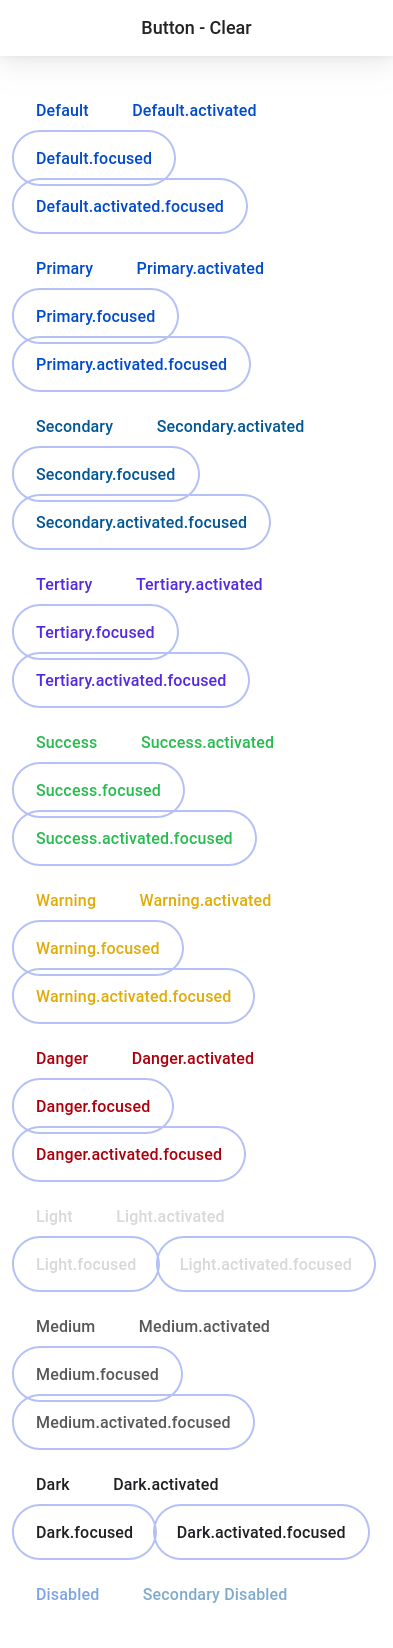 Button - Clear
Default Default.activated
Default.focused
Default.activated.focused
Primary Primary.activated
Primary.focused
Primary.activated.focused
Secondary Secondary.activated
Secondary.focused
Secondary.activated.focused
Tertiary Tertiary.activated
Tertiary.focused
Tertiary.activated.focused
Success Success.activated
Success.focused
Success.activated.focused
Warning Warning.activated
Warning.focused
Warning.activated.focused
Danger Danger.activated
Danger.focused
Danger.activated.focused
Light Light.activated
Light.focused Light.activated.focused
Medium Medium.activated
Medium.focused
Medium.activated.focused
Dark Dark.activated
Dark.focused Dark.activated.focused
Disabled Secondary Disabled